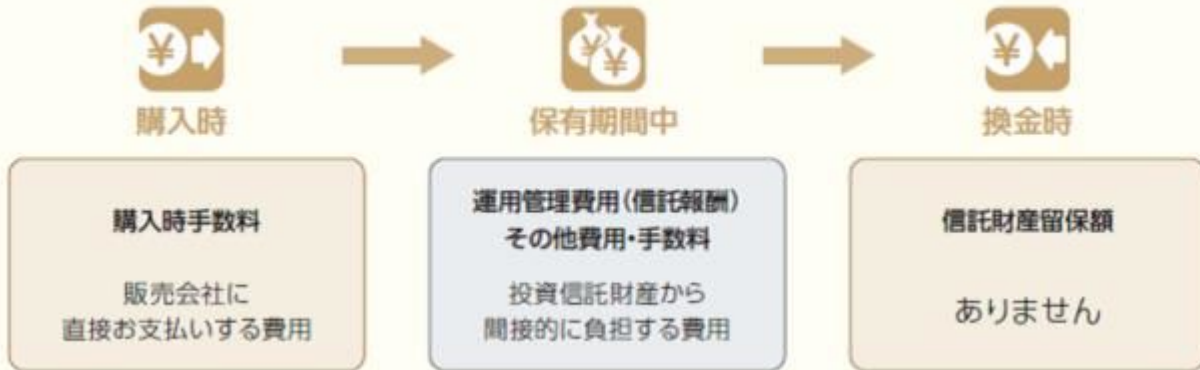 購入時
保有期間中
換金時
購入時手数料
販売会社に
直接お支払いする費用
運用管理費用(信託報酬)
その他費用・手数料
投資信託財産から
間接的に負担する費用
信託財産留保額
ありません